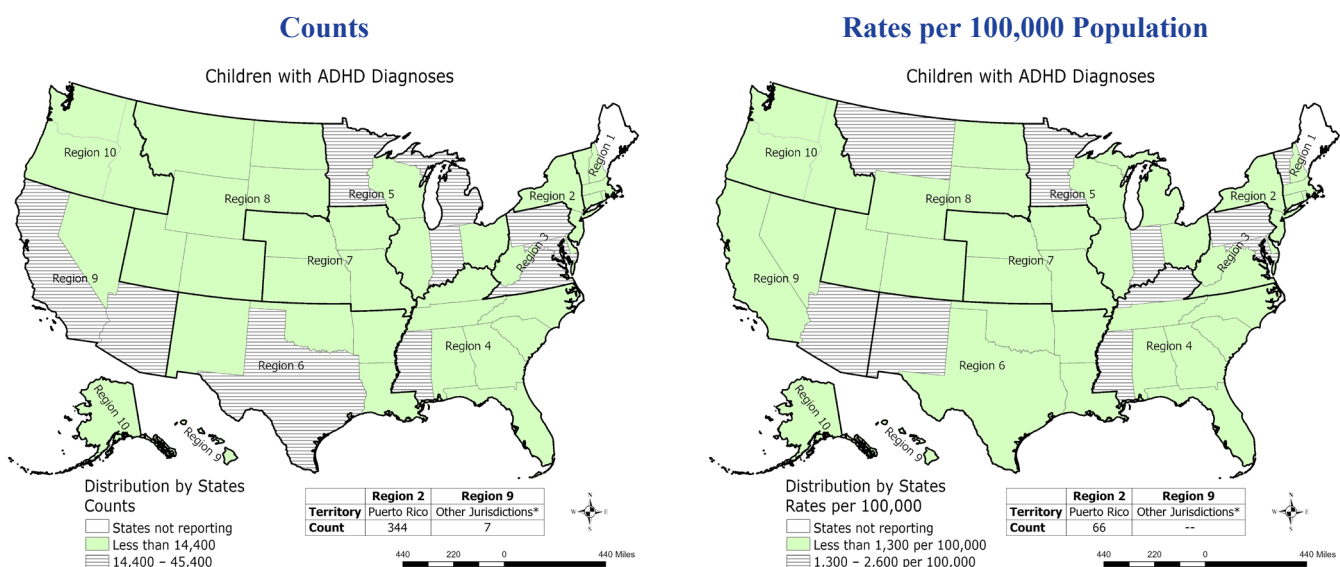 Counts
Children with ADHD Diagnoses
Region 10
Region 8
Region 5
Region 2
Region 1
Region 3
Region 9
Region 7
Region 6
Region 4
Region 10
Region 9
Distribution by States
Counts
States not reporting
Less than 14,400
14,400 – 45,400
Region 2 Region 9
Territory Puerto Rico Other Jurisdictions*
Count 344 7
N
W E
S
440 220 0 440 Miles
Rates per 100,000 Population
Children with ADHD Diagnoses
Region 10
Region 8
Region 5
Region 2
Region 1
Region 3
Region 9
Region 7
Region 6
Region 4
Region 10
Region 9
Distribution by States
Rates per 100,000
States not reporting
Less than 1,300 per 100,000
1,300 – 2,600 per 100,000
Region 2 Region 9
Territory Puerto Rico Other Jurisdictions*
Count 66 --
N
W E
S
440 220 0 440 Miles